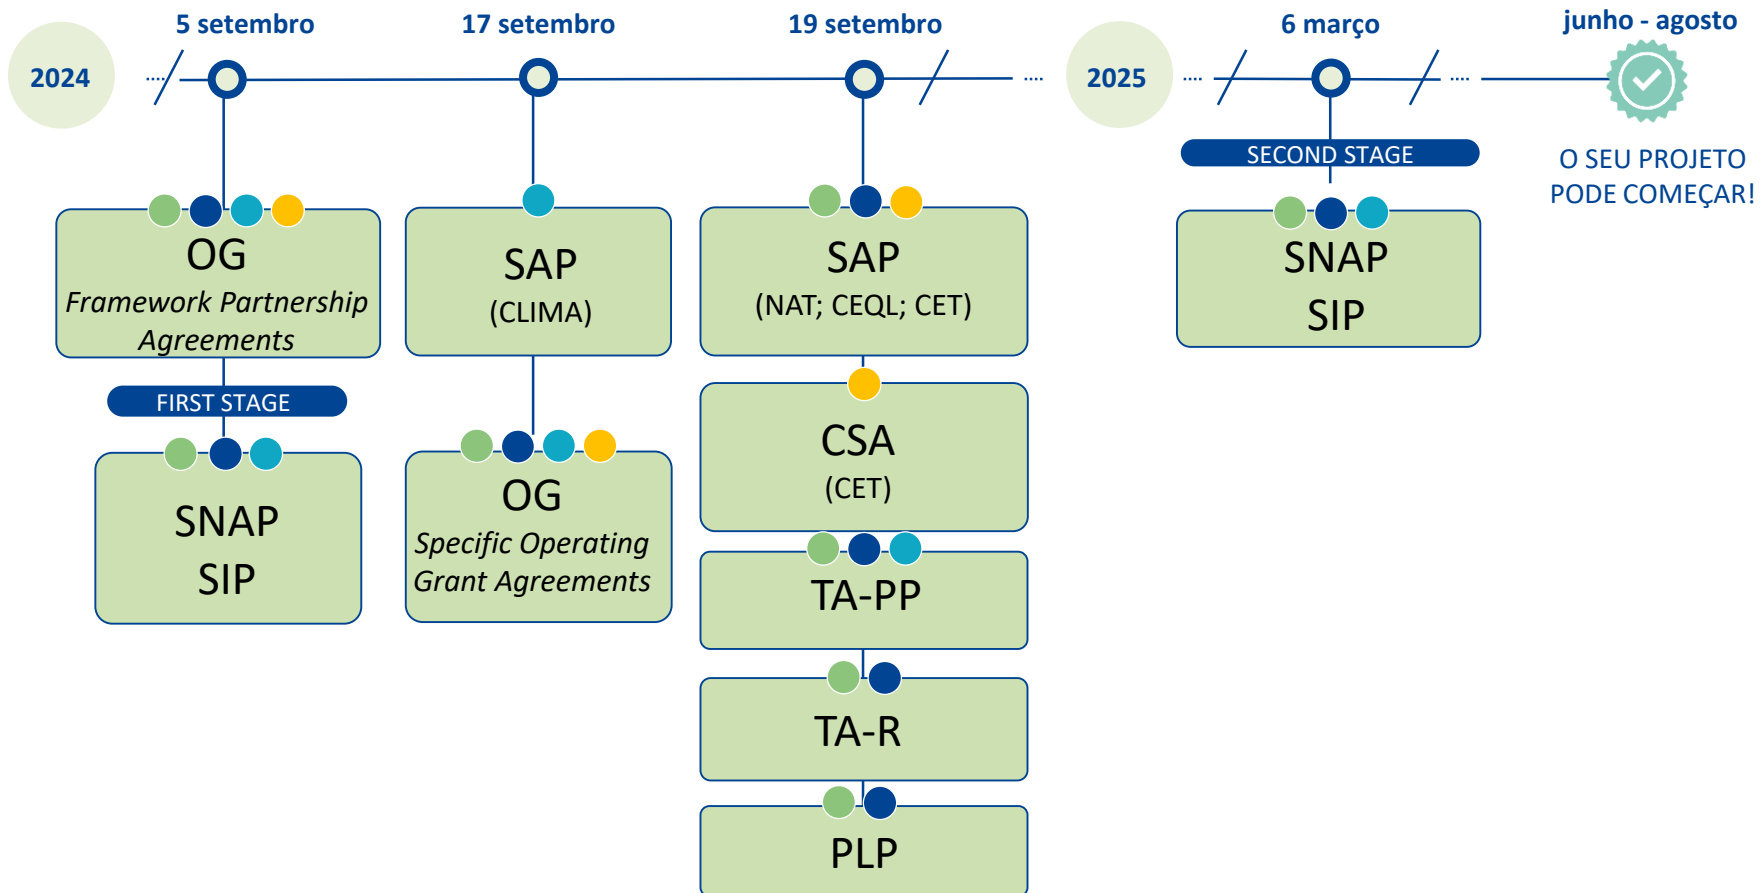 5 setembro
17 setembro
19 setembro
6 março
junho - agosto
2024
2025
SECOND STAGE
O SEU PROJETO
PODE COMEÇAR!
OG
Framework Partnership
Agreements
FIRST STAGE
SNAP
SIP
SAP
(CLIMA)
OG
Specific Operating
Grant Agreements
SAP
(NAT; CEQL; CET)
CSA
(CET)
TA-PP
TA-R
PLP
SNAP
SIP